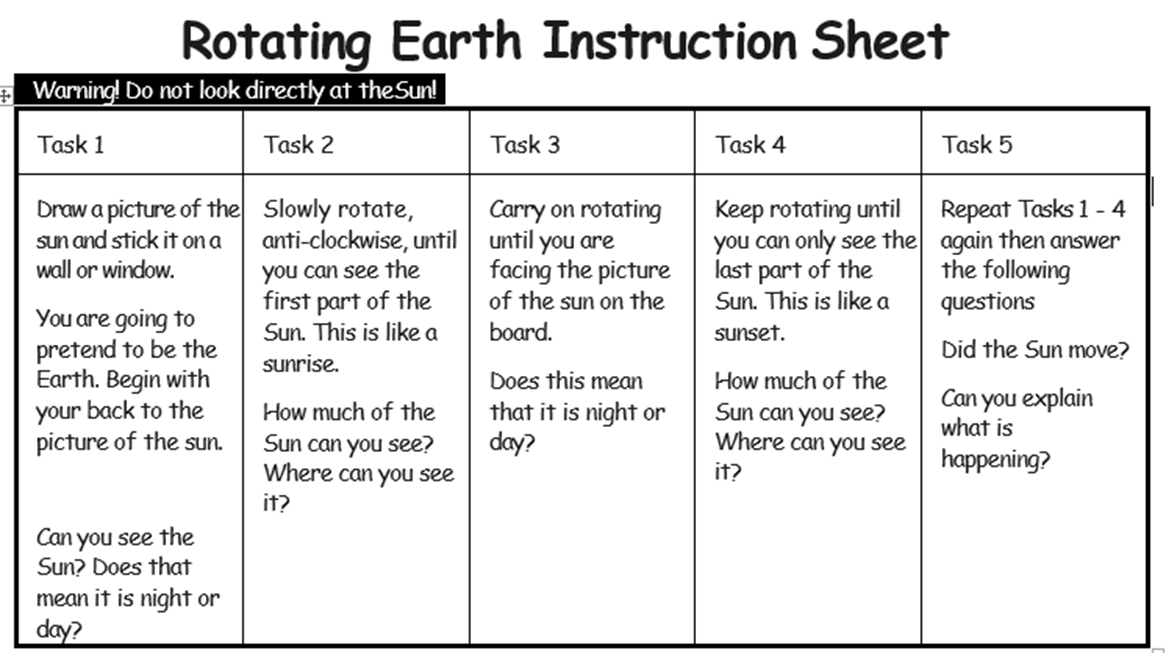 Rotating Earth Instruction Sheet
Warning! Do not look directly at theSun!
Task 1
Draw a picture of the
sun and stick it on a
wall or window.
You are going to
pretend to be the
Earth. Begin with
your back to the
picture of the sun.
Can you see the
Sun? Does that
mean it is night or
day?
Task 2
Slowly rotate,
anti-clockwise, until
you can see the
first part of the
Sun. This is like a
sunrise.
How much of the
Sun can you see?
Where can you see
it?
Task 3
Carry on rotating
until you are
facing the picture
of the sun on the
board.
Does this mean
that it is night or
day?
Task 4
Keep rotating until
you can only see the
last part of the
Sun. This is like a
sunset.
How much of the
Sun can you see?
Where can you see
it?
Task 5
Repeat Tasks 1 - 4
again then answer
the following
questions
Did the Sun move?
Can you explain
what is
happening?